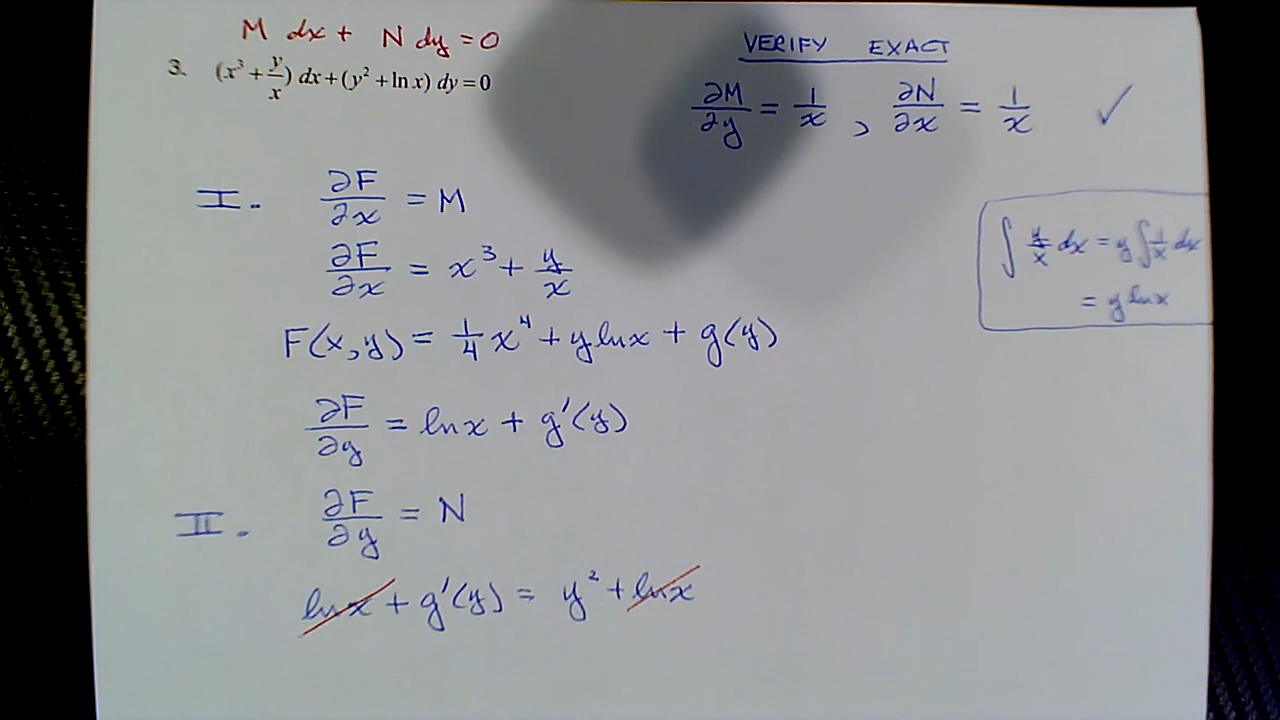 M dx + N dy = 0
3. (x³ + y/x) dx + (y² + ln x) dy = 0
VERIFY EXACT
∂M/∂y = 1/x , ∂N/∂x = 1/x ✓
I. ∂F/∂x = M
∂F/∂x = x³ + y/x
∫ y/x dx = y ∫ 1/x dx
= y ln x
F(x,y) = 1/4 x⁴ + y ln x + g(y)
∂F/∂y = ln x + g'(y)
II. ∂F/∂y = N
ln x + g'(y) = y² + ln x